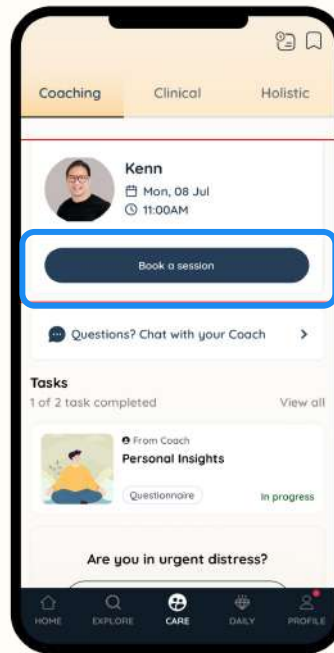 Coaching Clinical Holistic
Kenn
Mon, 08 Jul
11:00AM
Book a session
Questions? Chat with your Coach
Tasks
1 of 2 task completed View all
From Coach
Personal Insights
Questionnaire In progress
Are you in urgent distress?
HOME EXPLORE CARE DAILY PROFILE